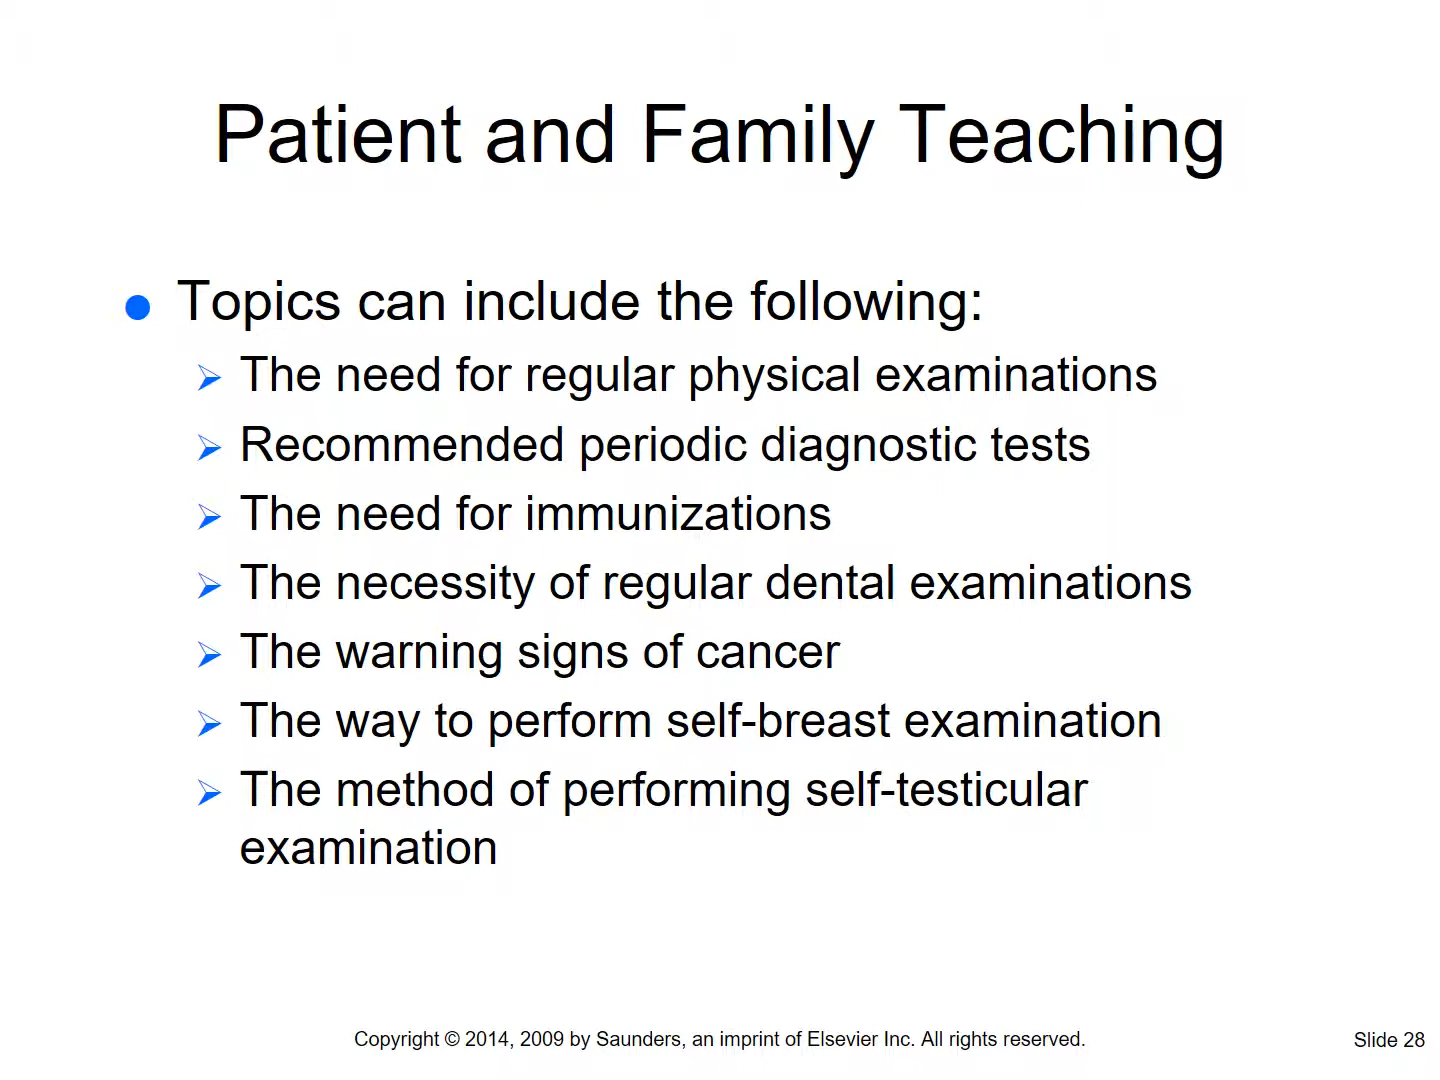 Patient and Family Teaching
Topics can include the following:
The need for regular physical examinations
Recommended periodic diagnostic tests
The need for immunizations
The necessity of regular dental examinations
The warning signs of cancer
The way to perform self-breast examination
The method of performing self-testicular
examination
Copyright © 2014, 2009 by Saunders, an imprint of Elsevier Inc. All rights reserved.
Slide 28